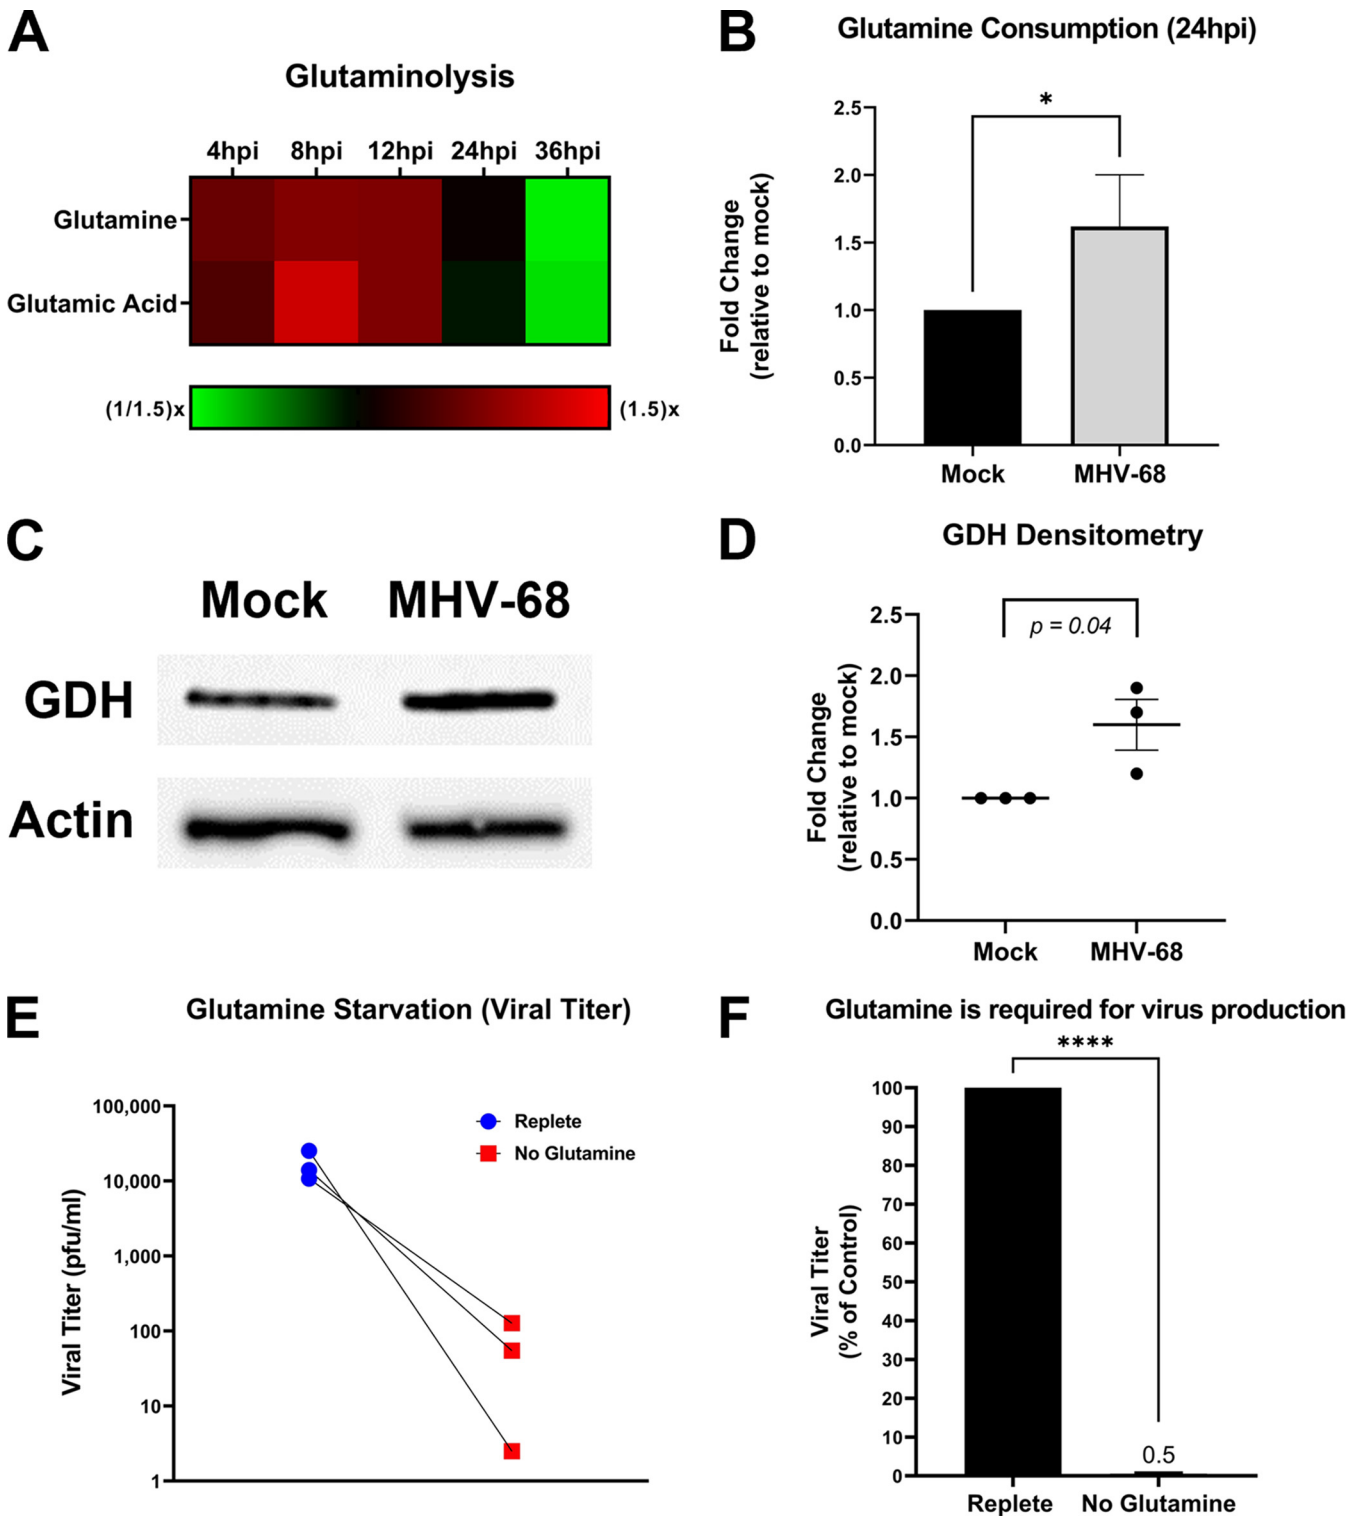 A
Glutaminolysis
4hpi 8hpi 12hpi 24hpi 36hpi
Glutamine
Glutamic Acid
(1/1.5)x (1.5)x
B
Glutamine Consumption (24hpi)
*
2.5
2.0
1.5
1.0
0.5
0.0
Fold Change
(relative to mock)
Mock MHV-68
C
Mock MHV-68
GDH
Actin
D
GDH Densitometry
p = 0.04
2.5
2.0
1.5
1.0
0.5
0.0
Fold Change
(relative to mock)
Mock MHV-68
E
Glutamine Starvation (Viral Titer)
100,000
10,000
1,000
100
10
1
Viral Titer (pfu/ml)
Replete
No Glutamine
F
Glutamine is required for virus production
****
100
90
80
70
60
50
40
30
20
10
0
Viral Titer
(% of Control)
0.5
Replete No Glutamine